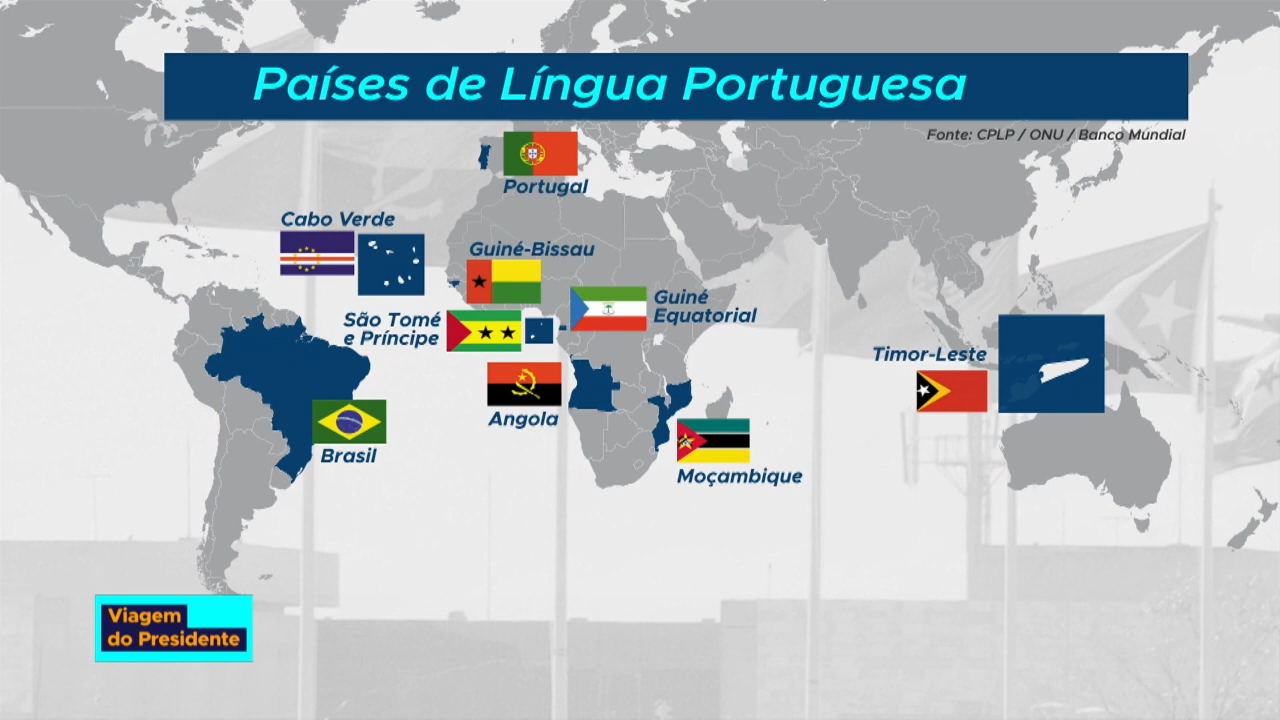 Países de Língua Portuguesa
Fonte: CPLP / ONU / Banco Mundial
Portugal
Cabo Verde
Guiné-Bissau
Guiné
Equatorial
São Tomé
e Príncipe
Timor-Leste
Angola
Brasil
Moçambique
Viagem
do Presidente